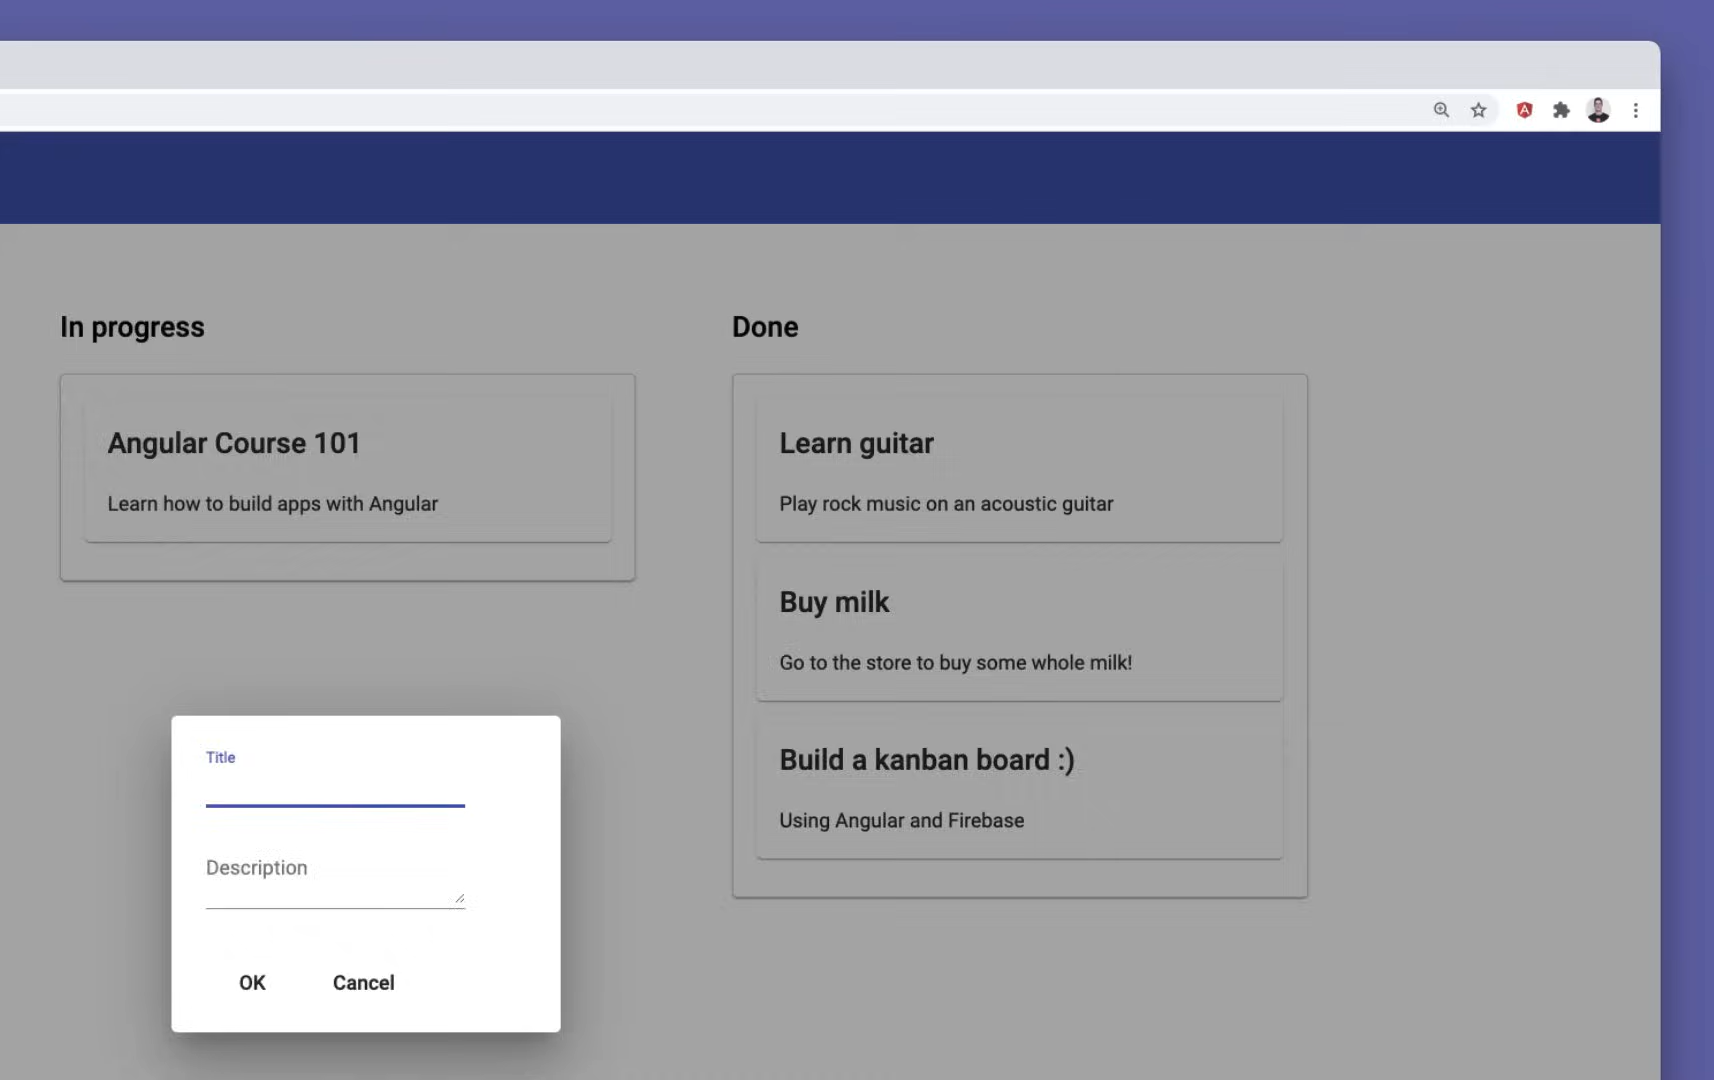 In progress
Done
Angular Course 101
Learn how to build apps with Angular
Learn guitar
Play rock music on an acoustic guitar
Buy milk
Go to the store to buy some whole milk!
Build a kanban board :)
Using Angular and Firebase
Title
Description
OK
Cancel